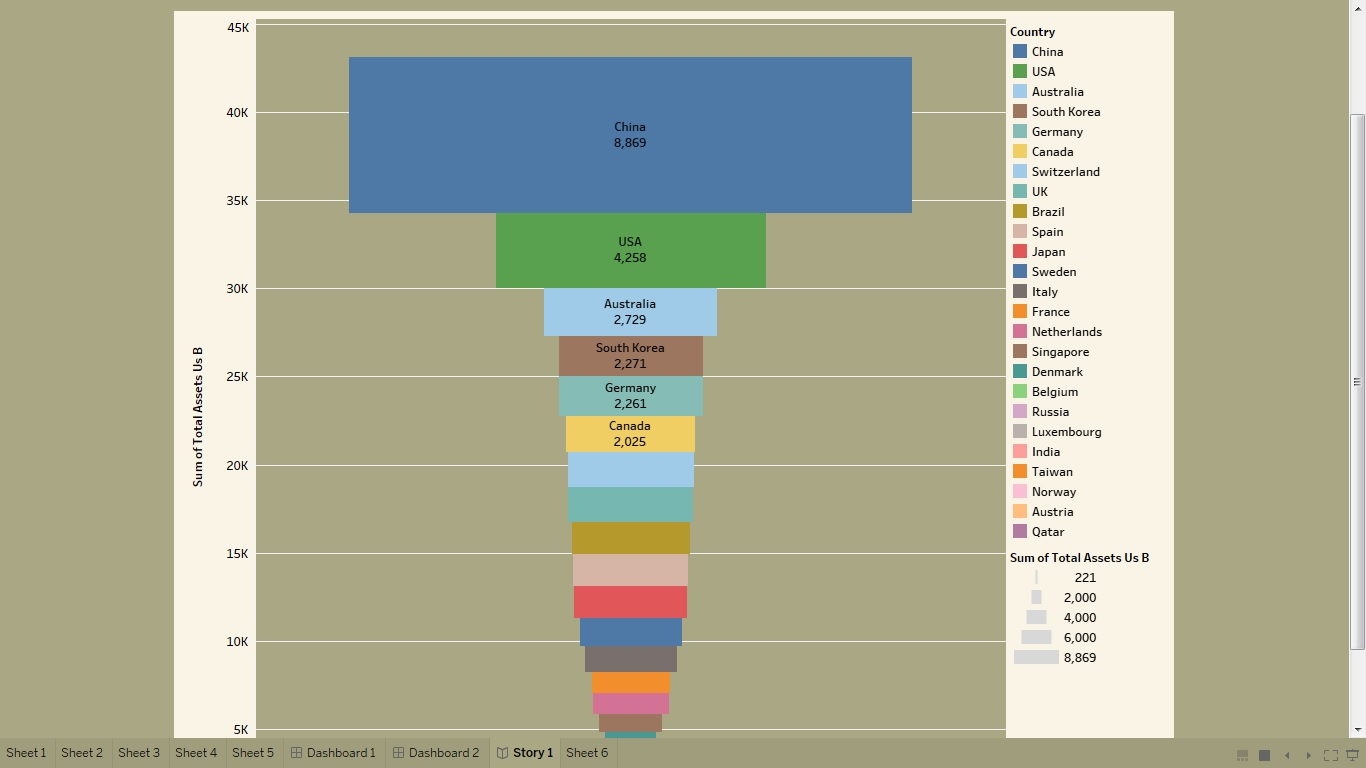 45K
40K
35K
30K
25K
20K
15K
10K
5K
Sum of Total Assets Us B
China
8,869
USA
4,258
Australia
2,729
South Korea
2,271
Germany
2,261
Canada
2,025
Country
China
USA
Australia
South Korea
Germany
Canada
Switzerland
UK
Brazil
Spain
Japan
Sweden
Italy
France
Netherlands
Singapore
Denmark
Belgium
Russia
Luxembourg
India
Taiwan
Norway
Austria
Qatar
Sum of Total Assets Us B
221
2,000
4,000
6,000
8,869
Sheet 1 Sheet 2 Sheet 3 Sheet 4 Sheet 5 Dashboard 1 Dashboard 2 Story 1 Sheet 6